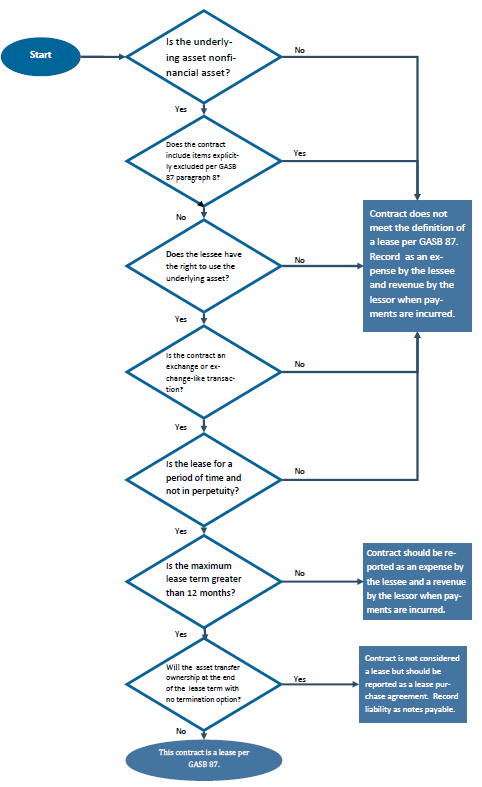 Start
Is the underly-
ing asset nonfi-
nancial asset?
No
Yes
Does the contract
include items explicit-
ly excluded per GASB
87 paragraph 8?
Yes
No
Contract does not
meet the definition of
a lease per GASB 87.
Record as an ex-
pense by the lessee
and revenue by the
lessor when pay-
ments are incurred.
Does the lessee have
the right to use the
underlying asset?
No
Yes
Is the contract an
exchange or ex-
change-like transac-
tion?
No
Yes
Is the lease for a
period of time and
not in perpetuity?
No
Yes
Is the maximum
lease term greater
than 12 months?
No
Contract should be re-
ported as an expense by
the lessee and a revenue
by the lessor when pay-
ments are incurred.
Yes
Will the asset transfer
ownership at the end
of the lease term with
no termination option?
Yes
Contract is not considered
a lease but should be
reported as a lease pur-
chase agreement. Record
liability as notes payable.
No
This contract is a lease per
GASB 87.